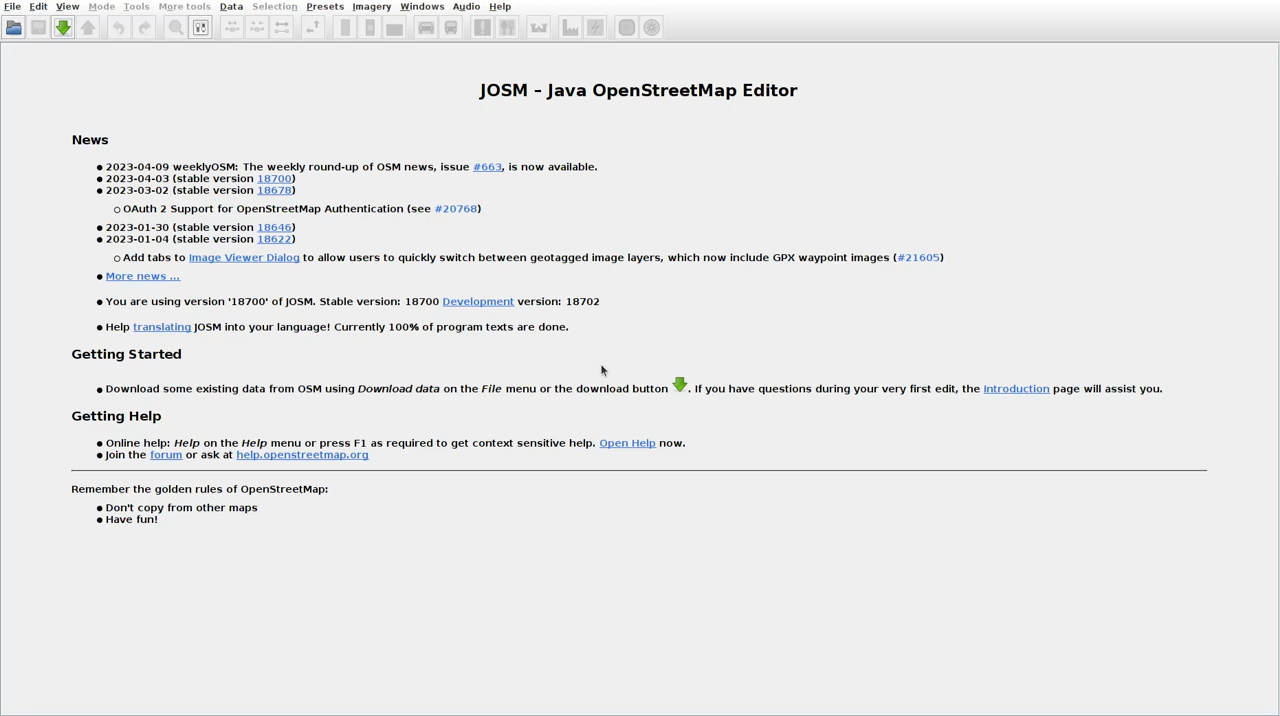 File Edit View Mode Tools More tools Data Selection Presets Imagery Windows Audio Help
JOSM – Java OpenStreetMap Editor
News
2023-04-09 weeklyOSM: The weekly round-up of OSM news, issue #663, is now available.
2023-04-03 (stable version 18700)
2023-03-02 (stable version 18678)
OAuth 2 Support for OpenStreetMap Authentication (see #20768)
2023-01-30 (stable version 18646)
2023-01-04 (stable version 18622)
Add tabs to Image Viewer Dialog to allow users to quickly switch between geotagged image layers, which now include GPX waypoint images (#21605)
More news ...
You are using version '18700' of JOSM. Stable version: 18700 Development version: 18702
Help translating JOSM into your language! Currently 100% of program texts are done.
Getting Started
Download some existing data from OSM using Download data on the File menu or the download button . If you have questions during your very first edit, the Introduction page will assist you.
Getting Help
Online help: Help on the Help menu or press F1 as required to get context sensitive help. Open Help now.
Join the forum or ask at help.openstreetmap.org
Remember the golden rules of OpenStreetMap:
Don't copy from other maps
Have fun!